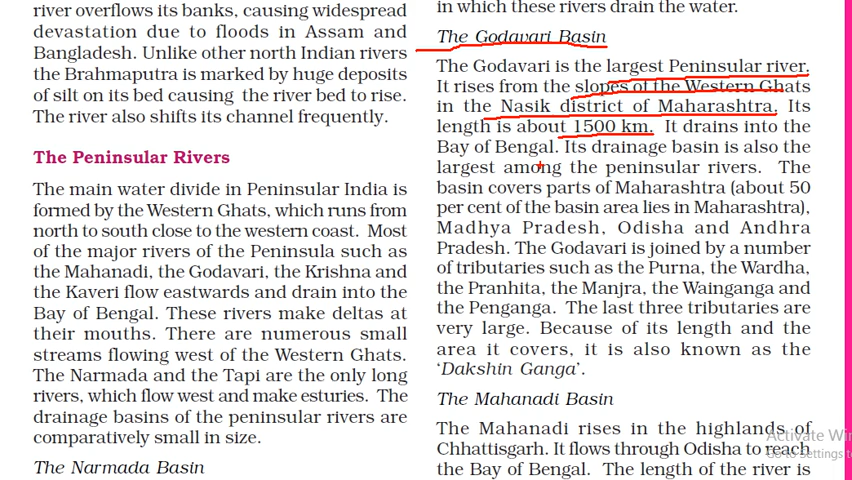 river overflows its banks, causing widespread
devastation due to floods in Assam and
Bangladesh. Unlike other north Indian rivers
the Brahmaputra is marked by huge deposits
of silt on its bed causing the river bed to rise.
The river also shifts its channel frequently.
The Peninsular Rivers
The main water divide in Peninsular India is
formed by the Western Ghats, which runs from
north to south close to the western coast. Most
of the major rivers of the Peninsula such as
the Mahanadi, the Godavari, the Krishna and
the Kaveri flow eastwards and drain into the
Bay of Bengal. These rivers make deltas at
their mouths. There are numerous small
streams flowing west of the Western Ghats.
The Narmada and the Tapi are the only long
rivers, which flow west and make esturies. The
drainage basins of the peninsular rivers are
comparatively small in size.
The Narmada Basin
in which these rivers drain the water.
The Godavari Basin
The Godavari is the largest Peninsular river.
It rises from the slopes of the Western Ghats
in the Nasik district of Maharashtra. Its
length is about 1500 km. It drains into the
Bay of Bengal. Its drainage basin is also the
largest among the peninsular rivers. The
basin covers parts of Maharashtra (about 50
per cent of the basin area lies in Maharashtra),
Madhya Pradesh, Odisha and Andhra
Pradesh. The Godavari is joined by a number
of tributaries such as the Purna, the Wardha,
the Pranhita, the Manjra, the Wainganga and
the Penganga. The last three tributaries are
very large. Because of its length and the
area it covers, it is also known as the
‘Dakshin Ganga’.
The Mahanadi Basin
The Mahanadi rises in the highlands of
Chhattisgarh. It flows through Odisha to reach
the Bay of Bengal. The length of the river is
Activate Win
Go to Settings t